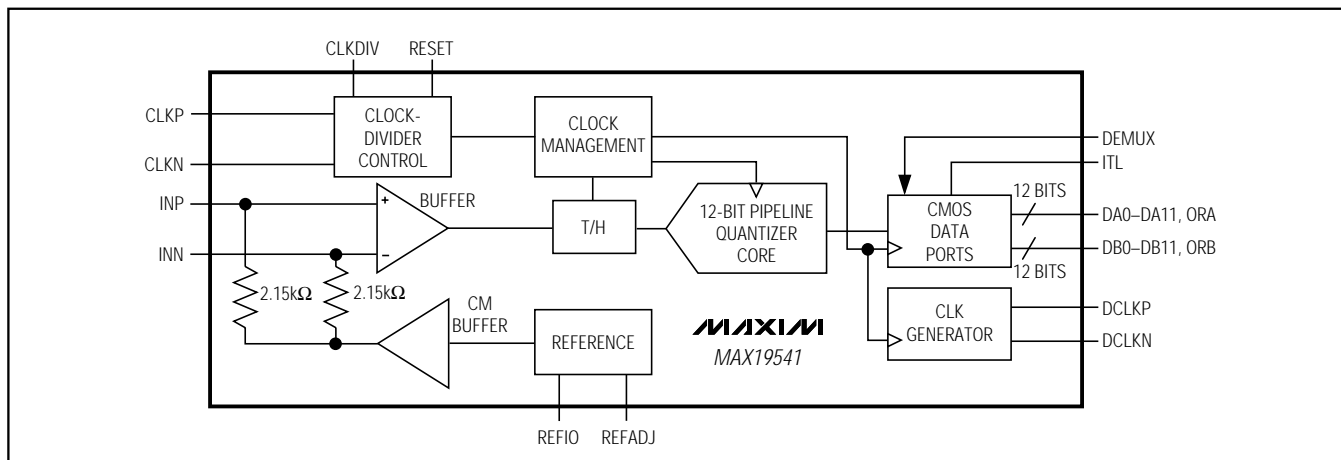 CLKDIV RESET
CLKP
CLKN
INP
INN
CLOCK-
DIVIDER
CONTROL
CLOCK
MANAGEMENT
+
BUFFER
−
T/H
12-BIT PIPELINE
QUANTIZER
CORE
DEMUX
ITL
12 BITS
CMOS
DATA
PORTS
DA0–DA11, ORA
DB0–DB11, ORB
12 BITS
2.15kΩ
2.15kΩ
CM
BUFFER
REFERENCE
MAXIM
MAX19541
CLK
GENERATOR
DCLKP
DCLKN
REFIO REFADJ